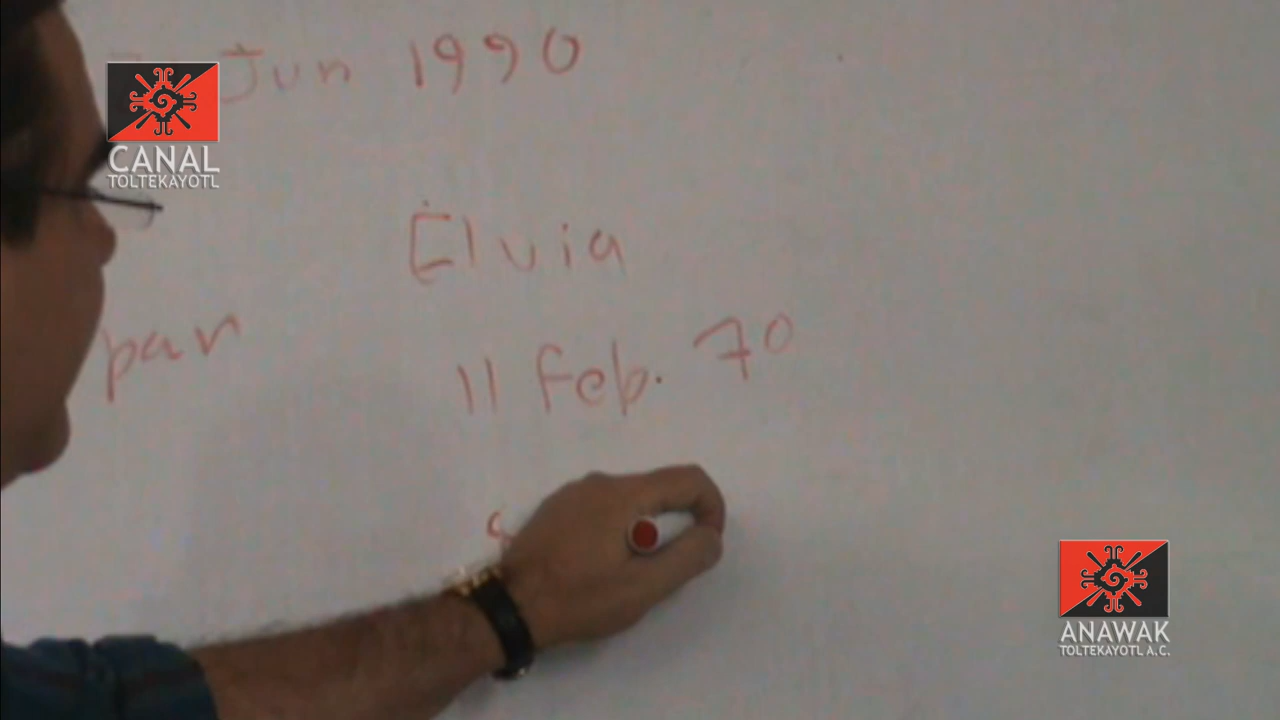 Jun 1990
CANAL
TOLTEKAYOTL
Elvia
par
11 Feb. 70
ANAWAK
TOLTEKAYOTL A.C.